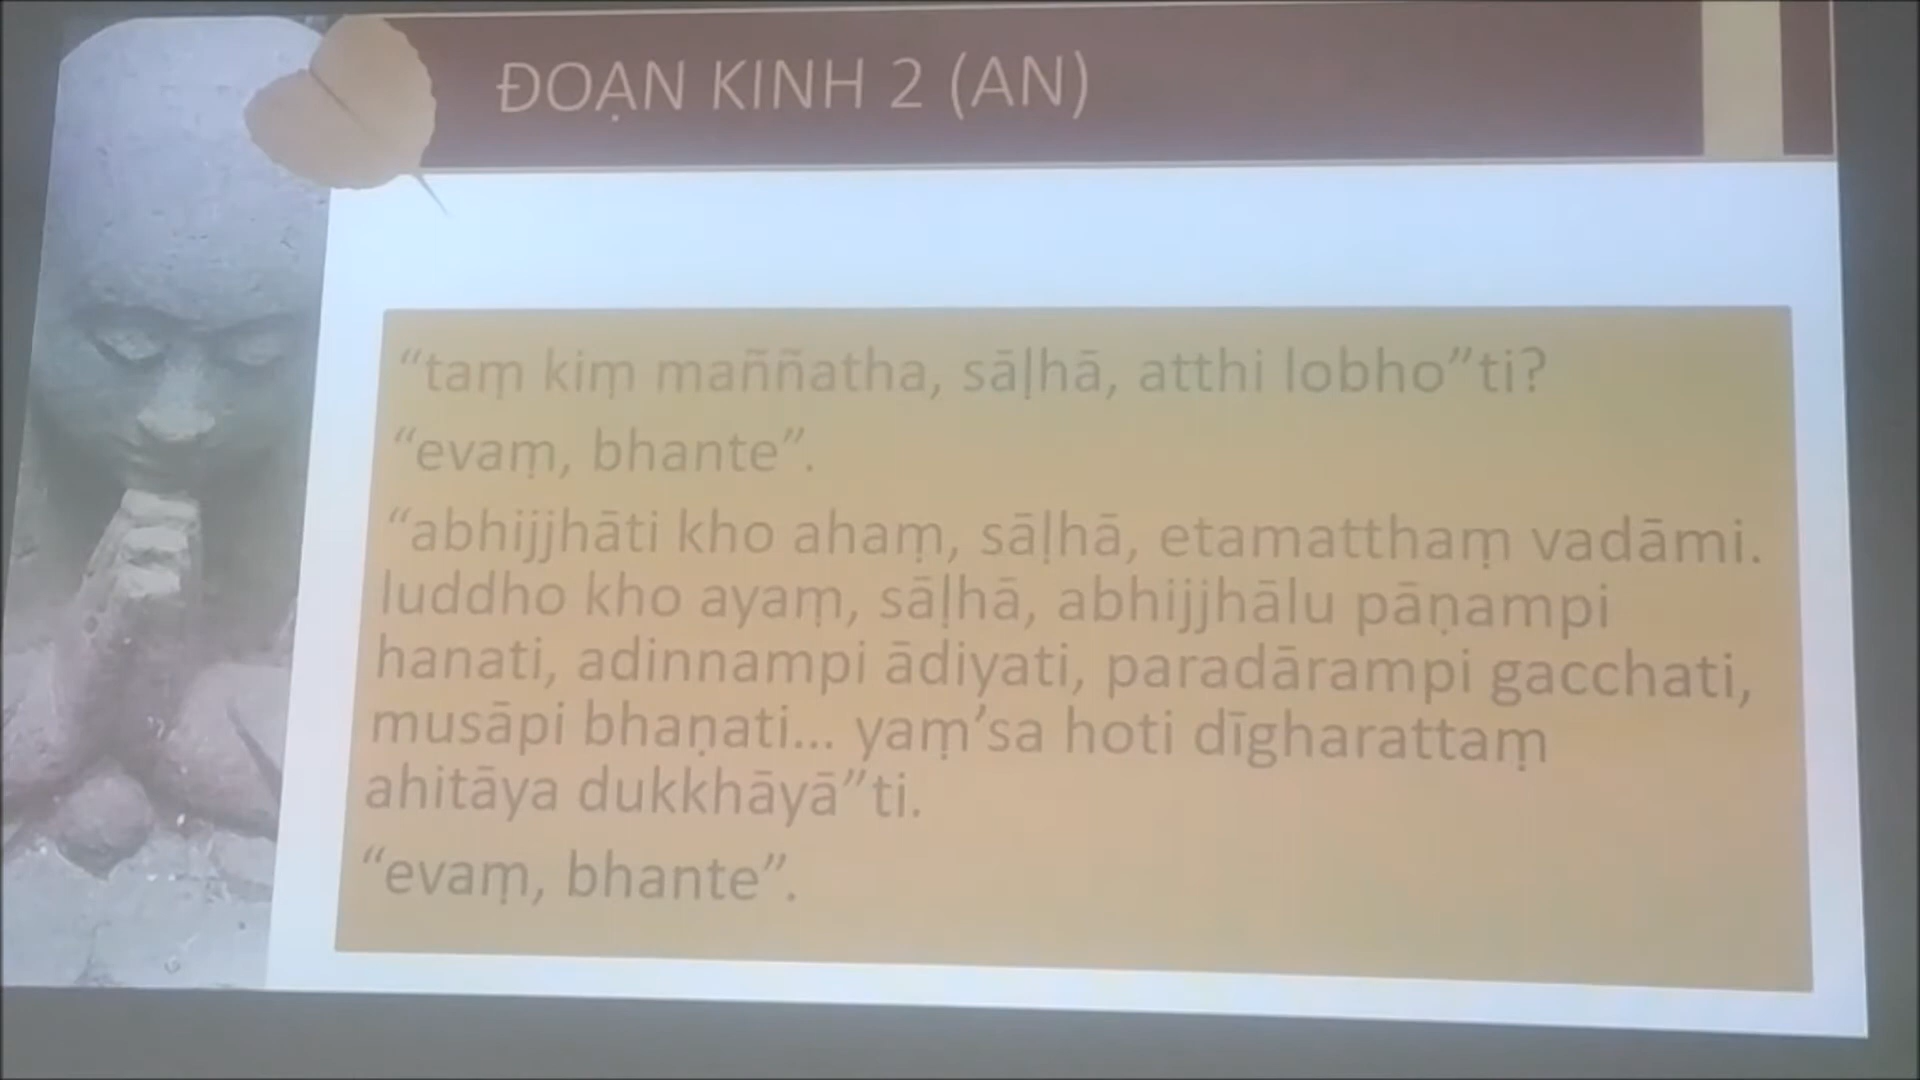 ĐOẠN KINH 2 (AN)
“taṃ kiṃ maññatha, sāḷhā, atthi lobho”ti?
“evaṃ, bhante”.
“abhijjhāti kho ahaṃ, sāḷhā, etamatthaṃ vadāmi.
luddho kho ayaṃ, sāḷhā, abhijjhālu pāṇampi
hanati, adinnampi ādiyati, paradārampi gacchati,
musāpi bhaṇati... yaṃ’sa hoti dīgharattaṃ
ahitāya dukkhāyā”ti.
“evaṃ, bhante”.